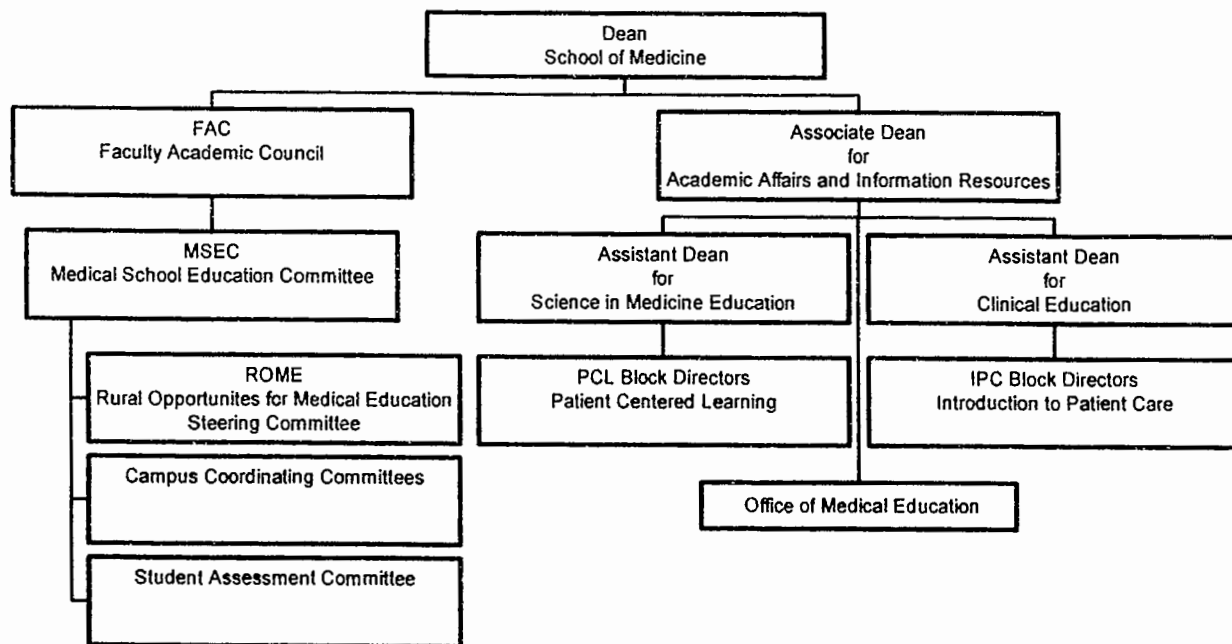 Dean
School of Medicine
FAC
Faculty Academic Council
Associate Dean
for
Academic Affairs and Information Resources
MSEC
Medical School Education Committee
Assistant Dean
for
Science in Medicine Education
Assistant Dean
for
Clinical Education
ROME
Rural Opportunites for Medical Education
Steering Committee
PCL Block Directors
Patient Centered Learning
IPC Block Directors
Introduction to Patient Care
Campus Coordinating Committees
Office of Medical Education
Student Assessment Committee